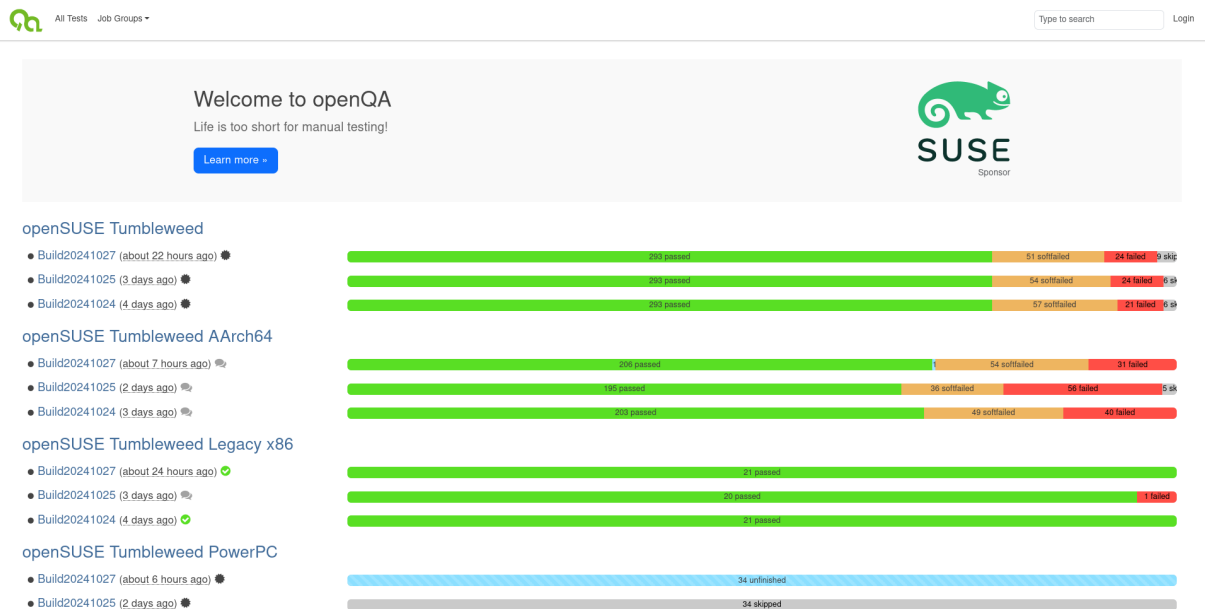 All Tests Job Groups Type to search Login
Welcome to openQA
Life is too short for manual testing!
Learn more »
SUSE
Sponsor
openSUSE Tumbleweed
Build20241027 (about 22 hours ago) 293 passed 51 softfailed 24 failed 9 skip
Build20241025 (3 days ago) 293 passed 54 softfailed 24 failed 6 sk
Build20241024 (4 days ago) 293 passed 57 softfailed 21 failed 6 sk
openSUSE Tumbleweed AArch64
Build20241027 (about 7 hours ago) 206 passed 1 54 softfailed 31 failed
Build20241025 (2 days ago) 195 passed 36 softfailed 56 failed 5 sk
Build20241024 (3 days ago) 203 passed 49 softfailed 40 failed
openSUSE Tumbleweed Legacy x86
Build20241027 (about 24 hours ago) 21 passed
Build20241025 (3 days ago) 20 passed 1 failed
Build20241024 (4 days ago) 21 passed
openSUSE Tumbleweed PowerPC
Build20241027 (about 6 hours ago) 34 unfinished
Build20241025 (2 days ago) 34 skipped